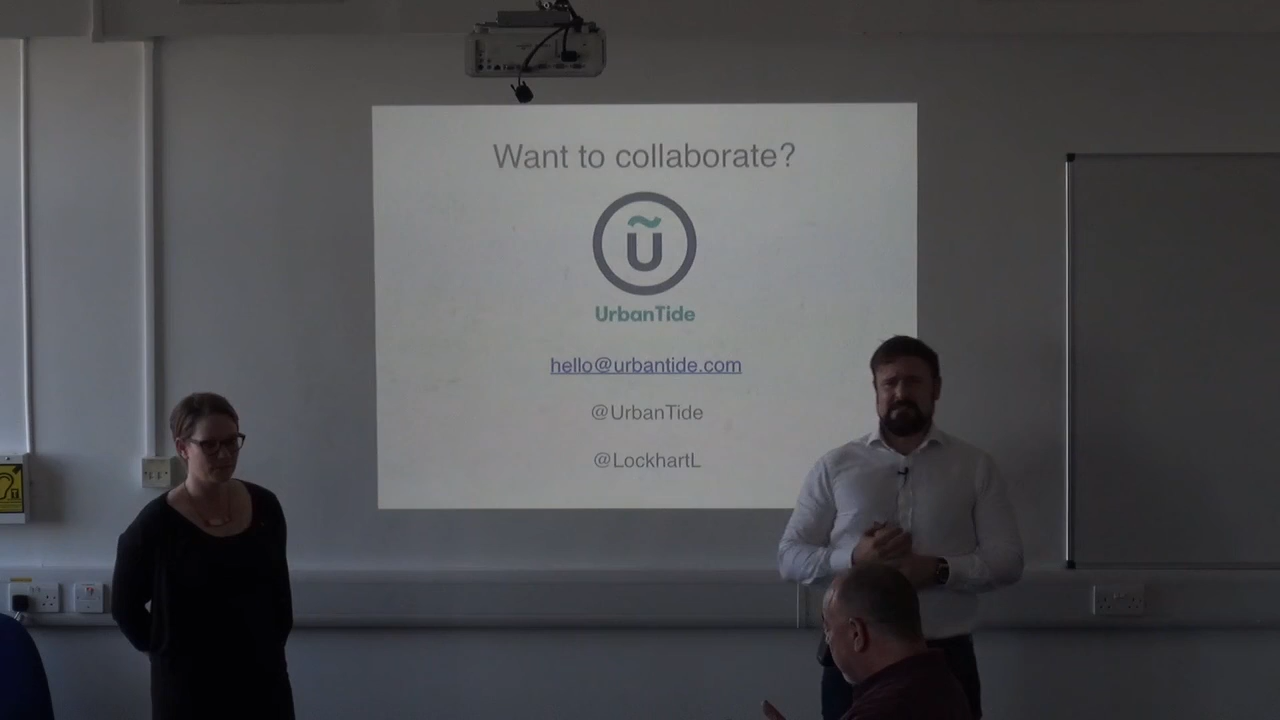 Want to collaborate?
ũ
UrbanTide
hello@urbantide.com
@UrbanTide
@LockhartL